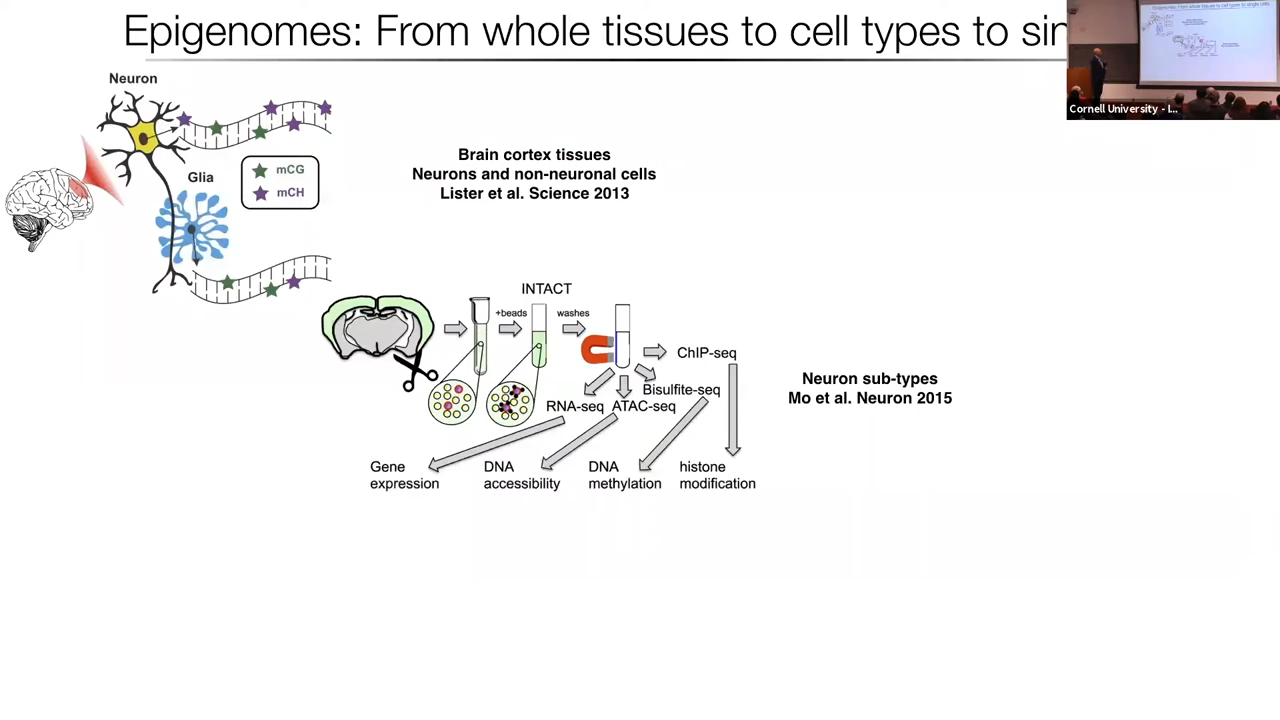 Epigenomes: From whole tissues to cell types to sin
Cornell University - I...
Neuron
Glia
mCG
mCH
Brain cortex tissues
Neurons and non-neuronal cells
Lister et al. Science 2013
INTACT
+beads
washes
ChIP-seq
Bisulfite-seq
RNA-seq
ATAC-seq
Neuron sub-types
Mo et al. Neuron 2015
Gene
expression
DNA
accessibility
DNA
methylation
histone
modification